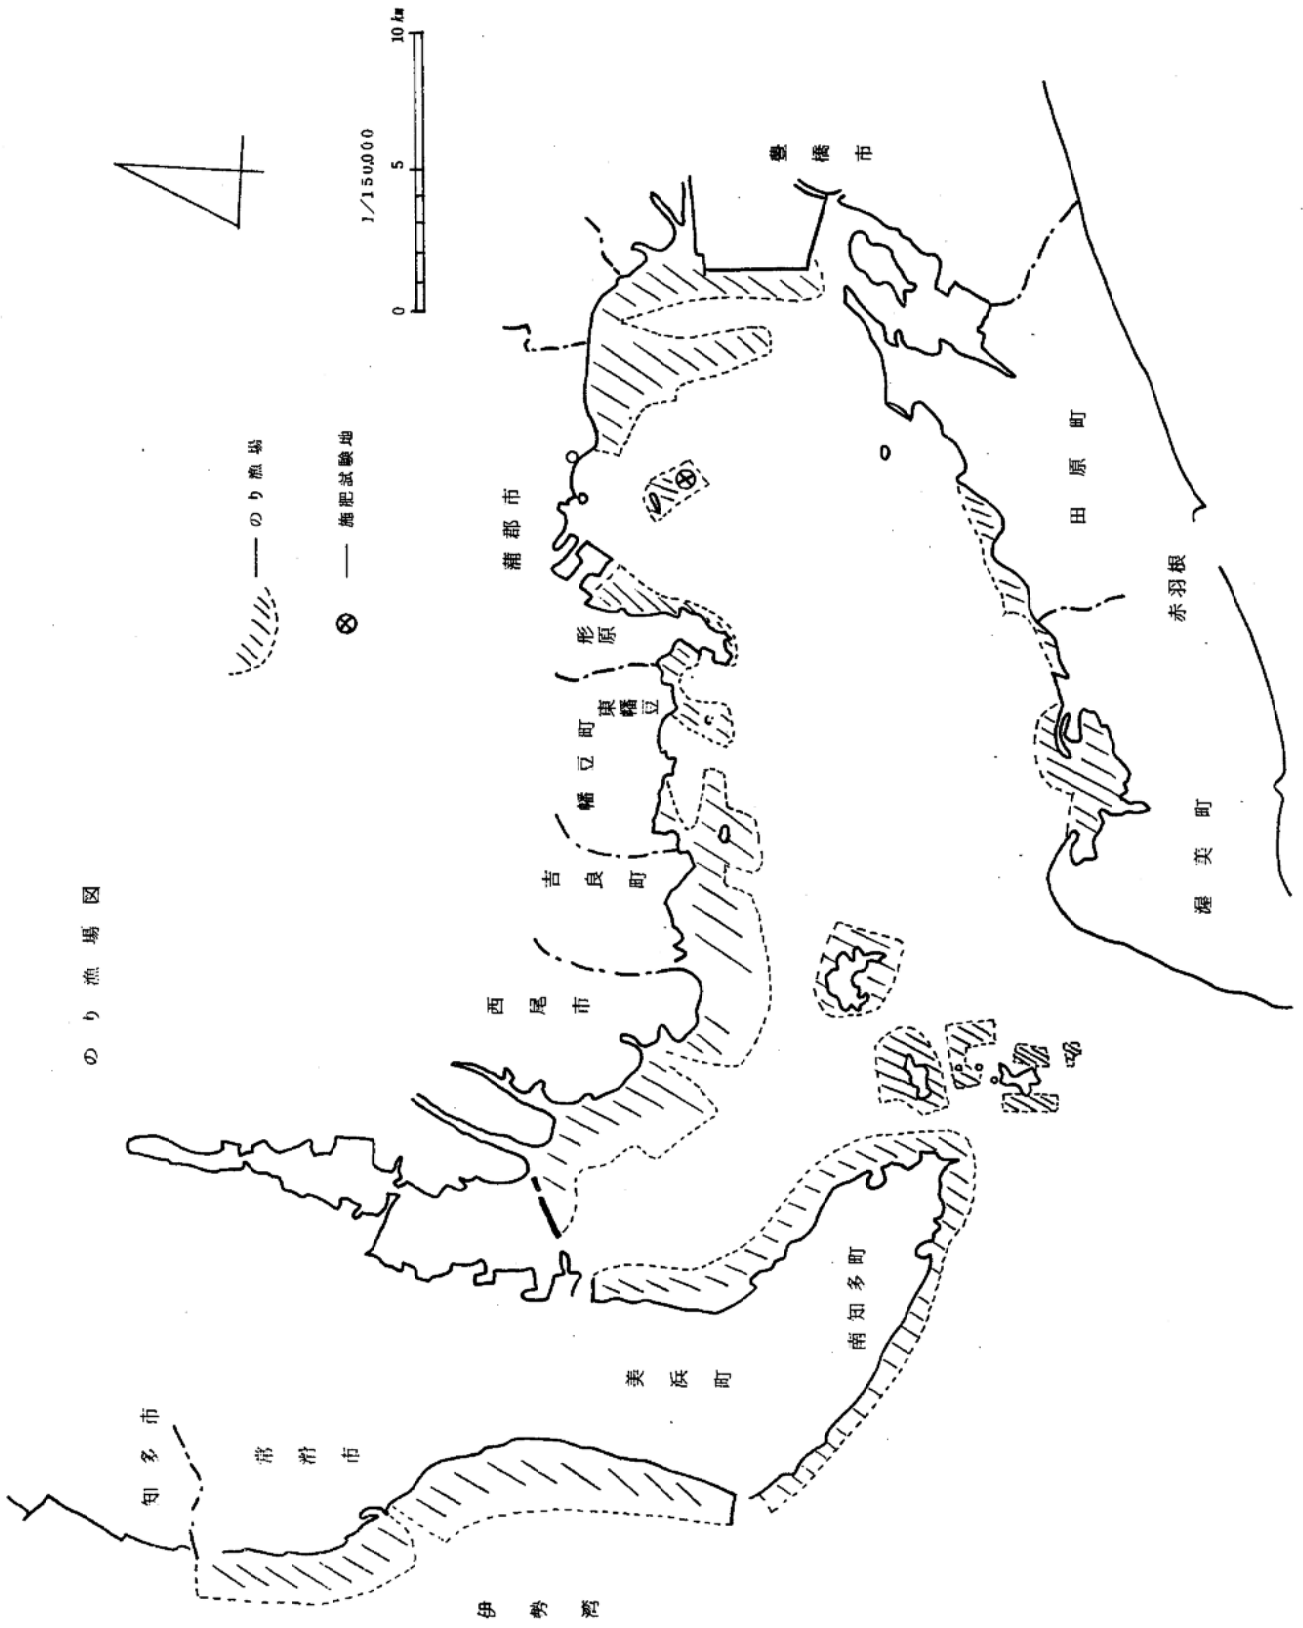 のり漁場図
のり漁場
施肥試験地
1/150,000
0 5 10km
知多市
常滑市
伊勢湾
美浜町
南知多町
西尾市
吉良町
幡豆町
東幡豆
形原
蒲郡市
豊橋市
田原町
赤羽根
渥美町